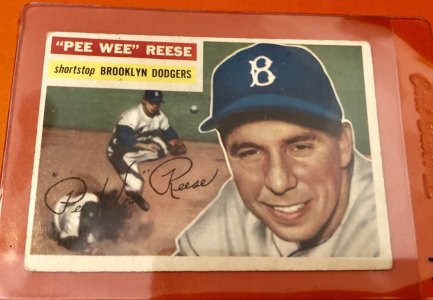 "PEE WEE" REESE
shortstop BROOKLYN DODGERS
B
"Pee Wee" Reese